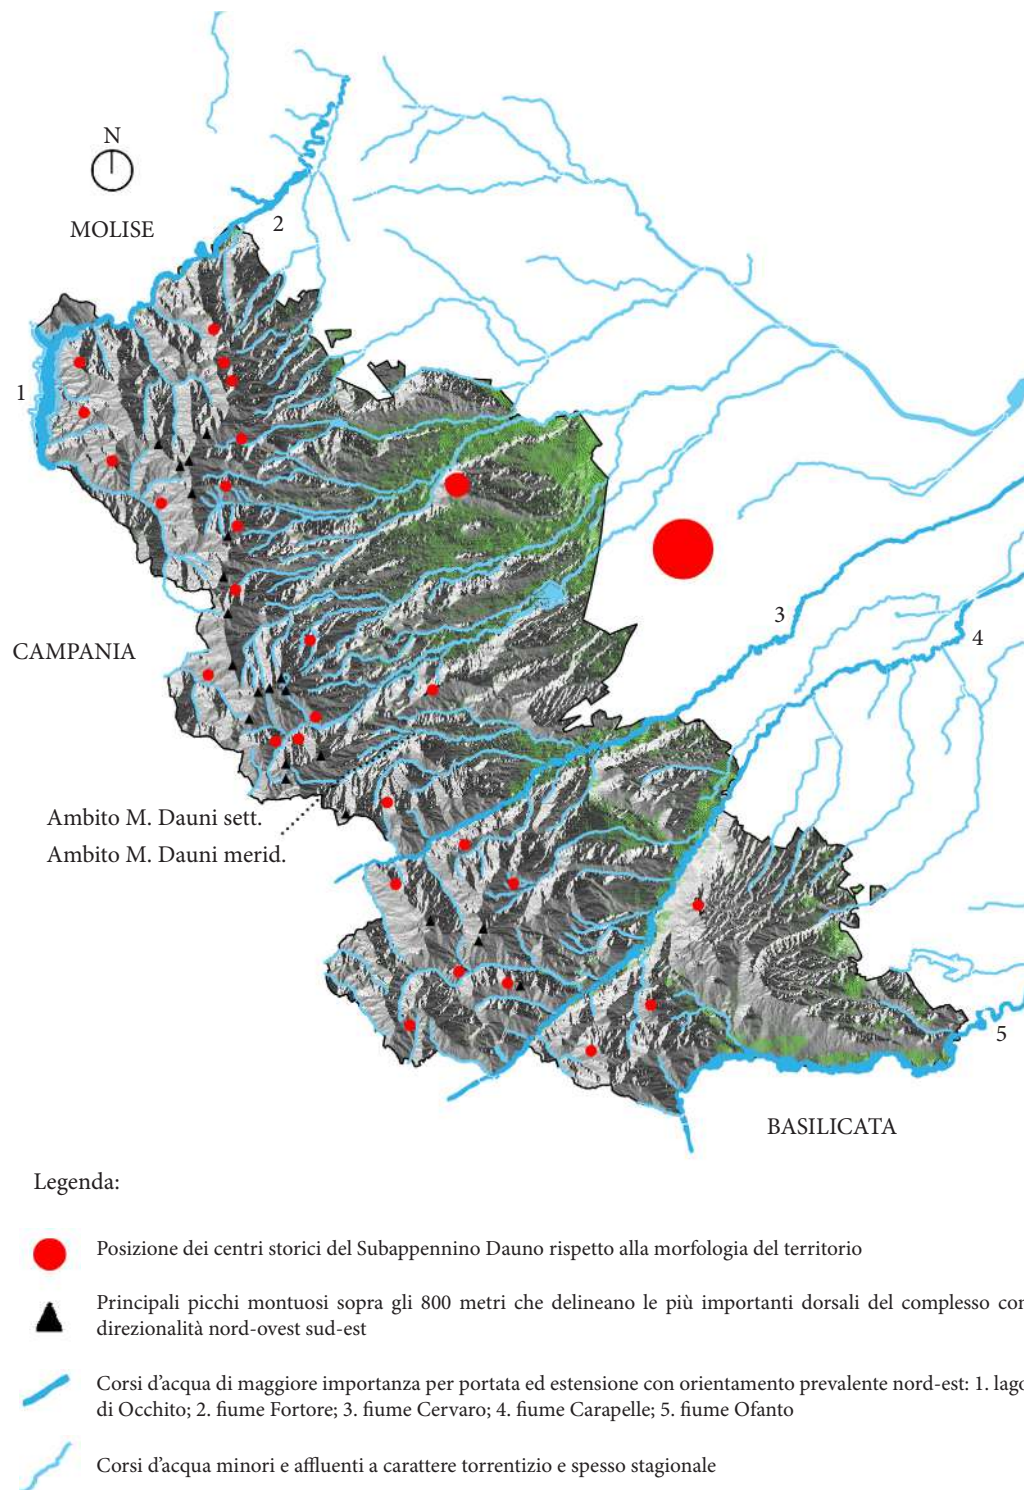 N
MOLISE
2
1
3
CAMPANIA
4
Ambito M. Dauni sett.
Ambito M. Dauni merid.
5
BASILICATA
Legenda:
Posizione dei centri storici del Subappennino Dauno rispetto alla morfologia del territorio
Principali picchi montuosi sopra gli 800 metri che delineano le più importanti dorsali del complesso con
direzionalità nord-ovest sud-est
Corsi d'acqua di maggiore importanza per portata ed estensione con orientamento prevalente nord-est: 1. lago
di Occhito; 2. fiume Fortore; 3. fiume Cervaro; 4. fiume Carapelle; 5. fiume Ofanto
Corsi d'acqua minori e affluenti a carattere torrentizio e spesso stagionale